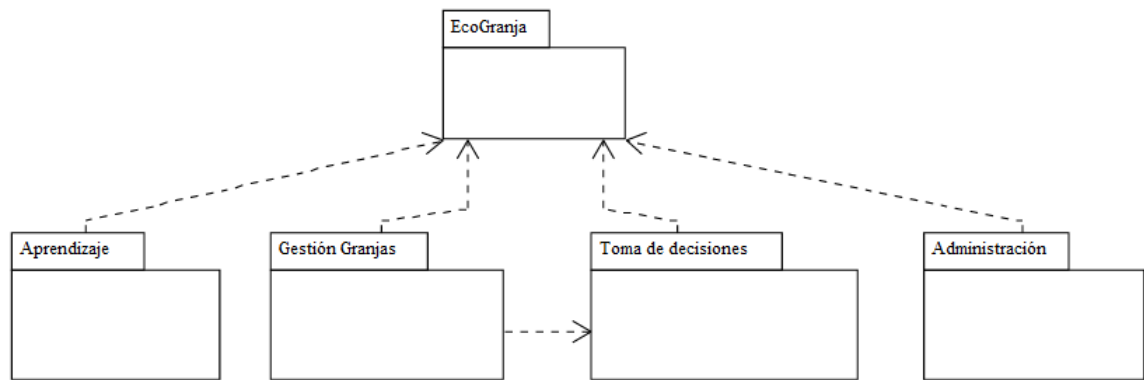 EcoGranja
Aprendizaje
Gestión Granjas
Toma de decisiones
Administración